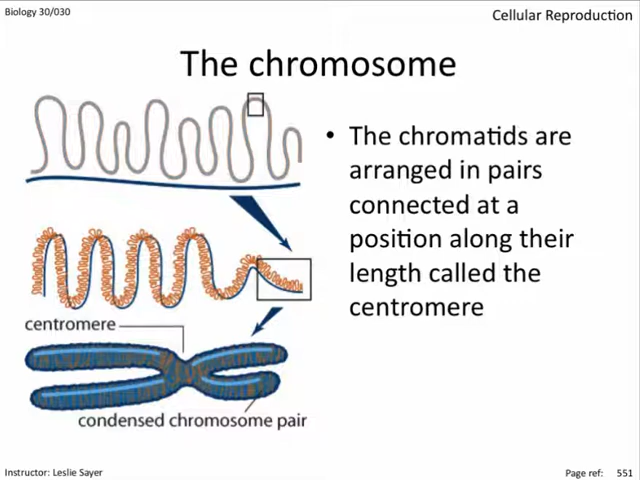 Biology 30/030
Cellular Reproduction
The chromosome
• The chromatids are
arranged in pairs
connected at a
position along their
length called the
centromere
centromere
condensed chromosome pair
Instructor: Leslie Sayer
Page ref: 551